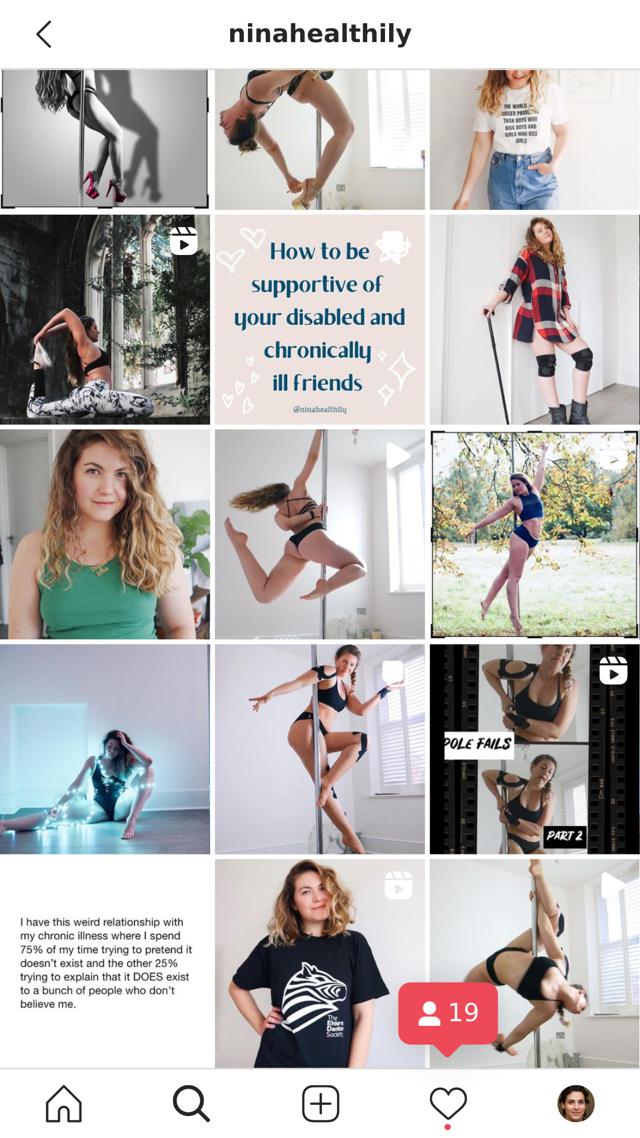 ninahealthily
THE WORLD
BIGGER PROBLEMS
THAN BOYS WHO
KISS BOYS AND
GIRLS WHO KISS
GIRLS
How to be
supportive of
your disabled and
chronically
ill friends
@ninahealthily
POLE FAILS
PART 2
I have this weird relationship with
my chronic illness where I spend
75% of my time trying to pretend it
doesn't exist and the other 25%
trying to explain that it DOES exist
to a bunch of people who don't
believe me.
The
Ehlers
Danlos
Society
19